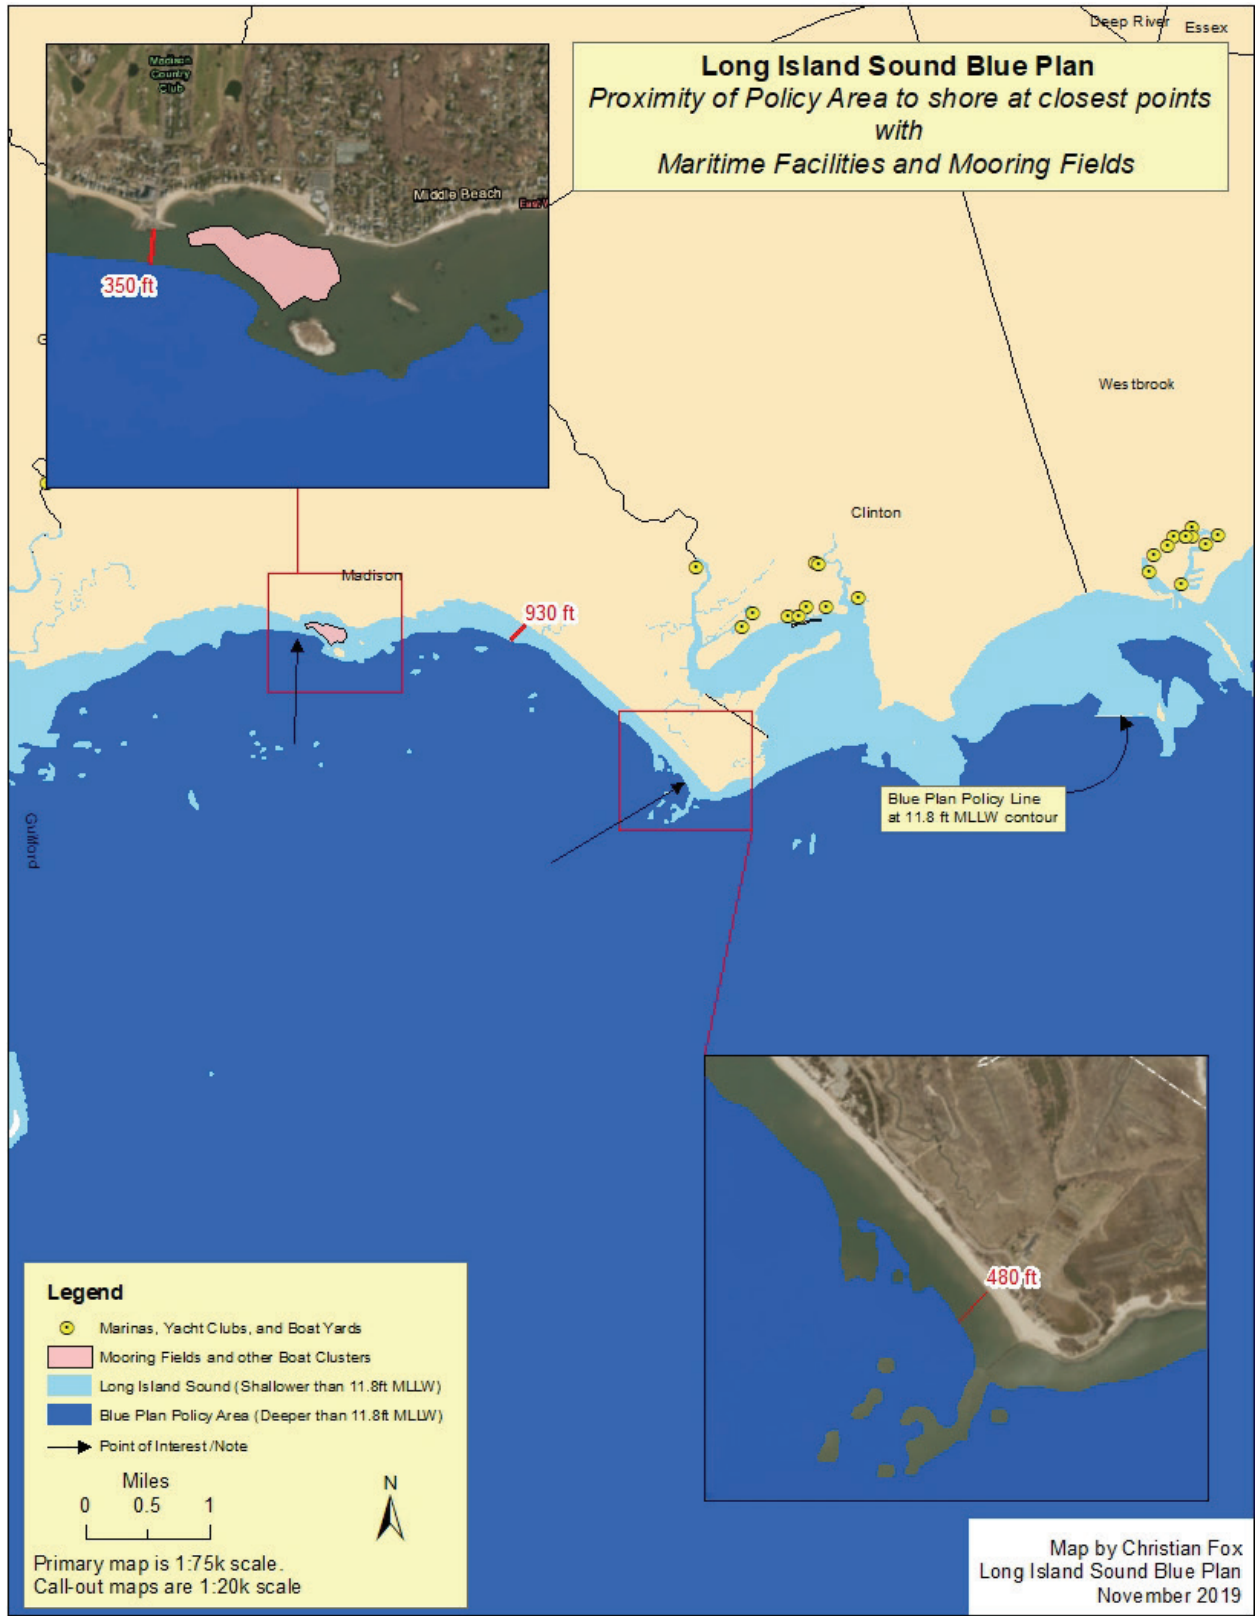 Deep River
Essex
Long Island Sound Blue Plan
Proximity of Policy Area to shore at closest points
with
Maritime Facilities and Mooring Fields
Madison
Country
Club
Middle Beach
350 ft
G
Westbrook
Clinton
Madison
930 ft
Blue Plan Policy Line
at 11.8 ft MLLW contour
Guilford
480 ft
Legend
Marinas, Yacht Clubs, and Boat Yards
Mooring Fields and other Boat Clusters
Long Island Sound (Shallower than 11.8ft MLLW)
Blue Plan Policy Area (Deeper than 11.8ft MLLW)
Point of Interest /Note
Miles
0 0.5 1
N
Primary map is 1:75k scale.
Call-out maps are 1:20k scale
Map by Christian Fox
Long Island Sound Blue Plan
November 2019